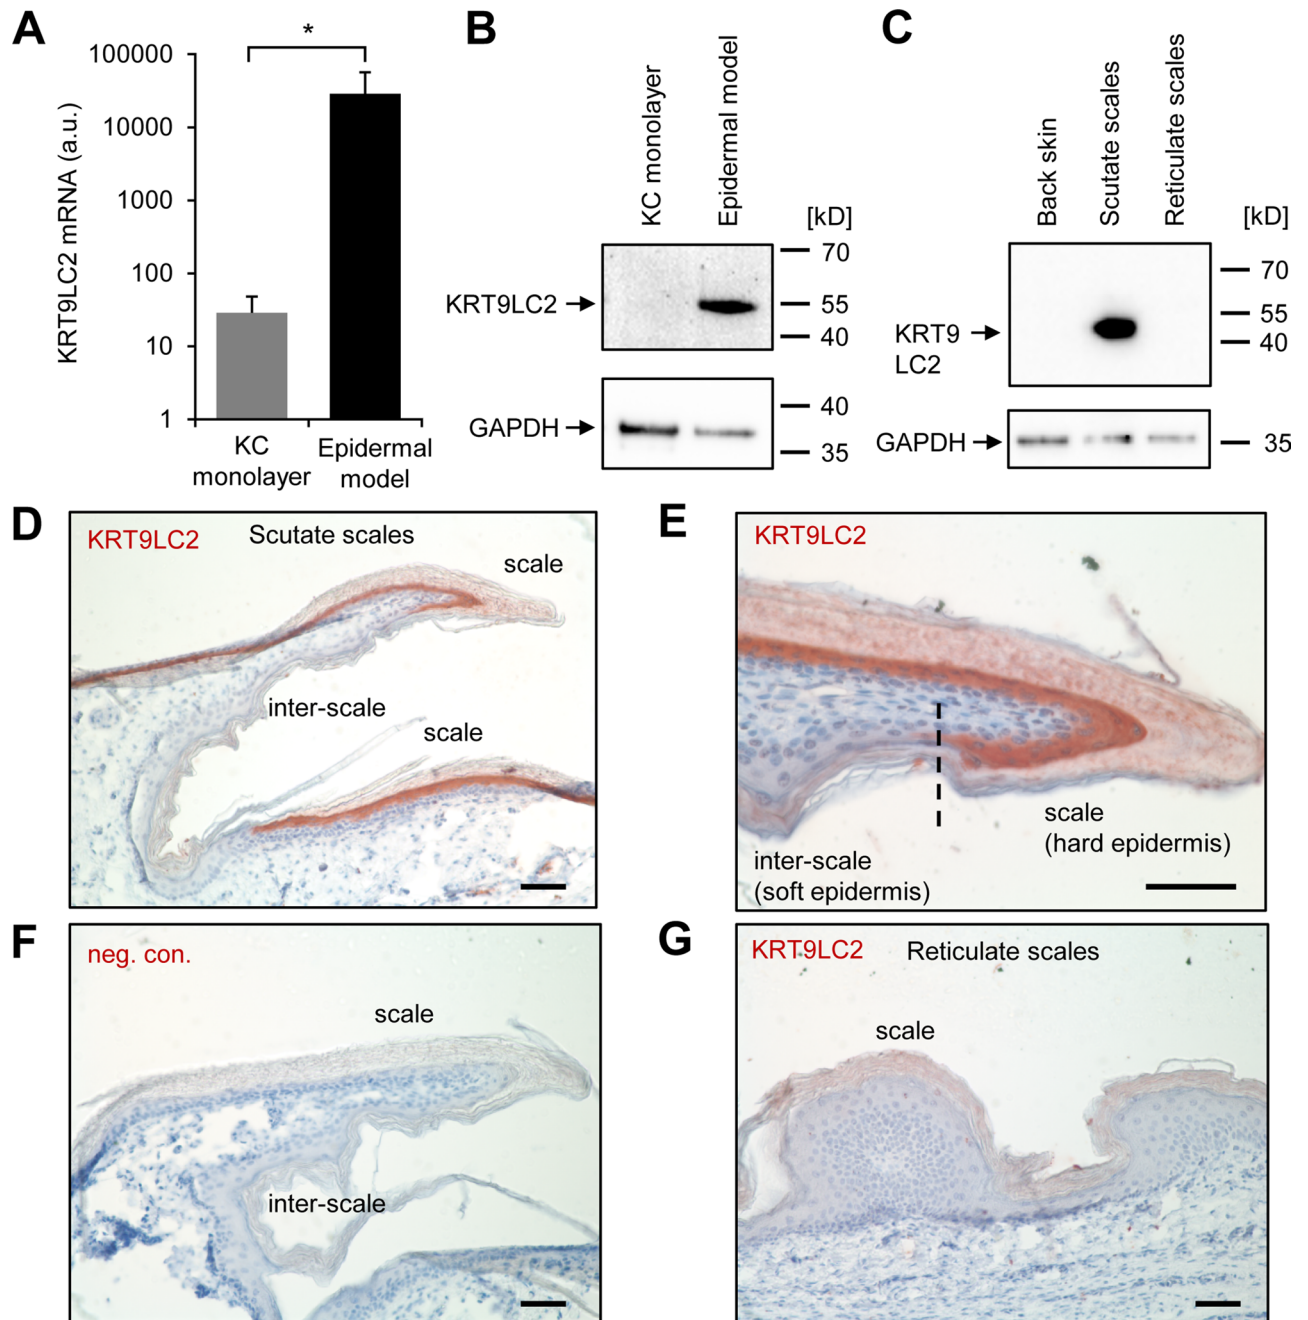 A
KRT9LC2 mRNA (a.u.)
100000
10000
1000
100
10
1
*
KC
monolayer
Epidermal
model
B
KC monolayer
Epidermal model
[kD]
KRT9LC2
70
55
40
GAPDH
40
35
C
Back skin
Scutate scales
Reticulate scales
[kD]
KRT9
LC2
70
55
40
GAPDH
35
D
KRT9LC2
Scutate scales
scale
inter-scale
scale
E
KRT9LC2
scale
(hard epidermis)
inter-scale
(soft epidermis)
F
neg. con.
scale
inter-scale
G
KRT9LC2
Reticulate scales
scale